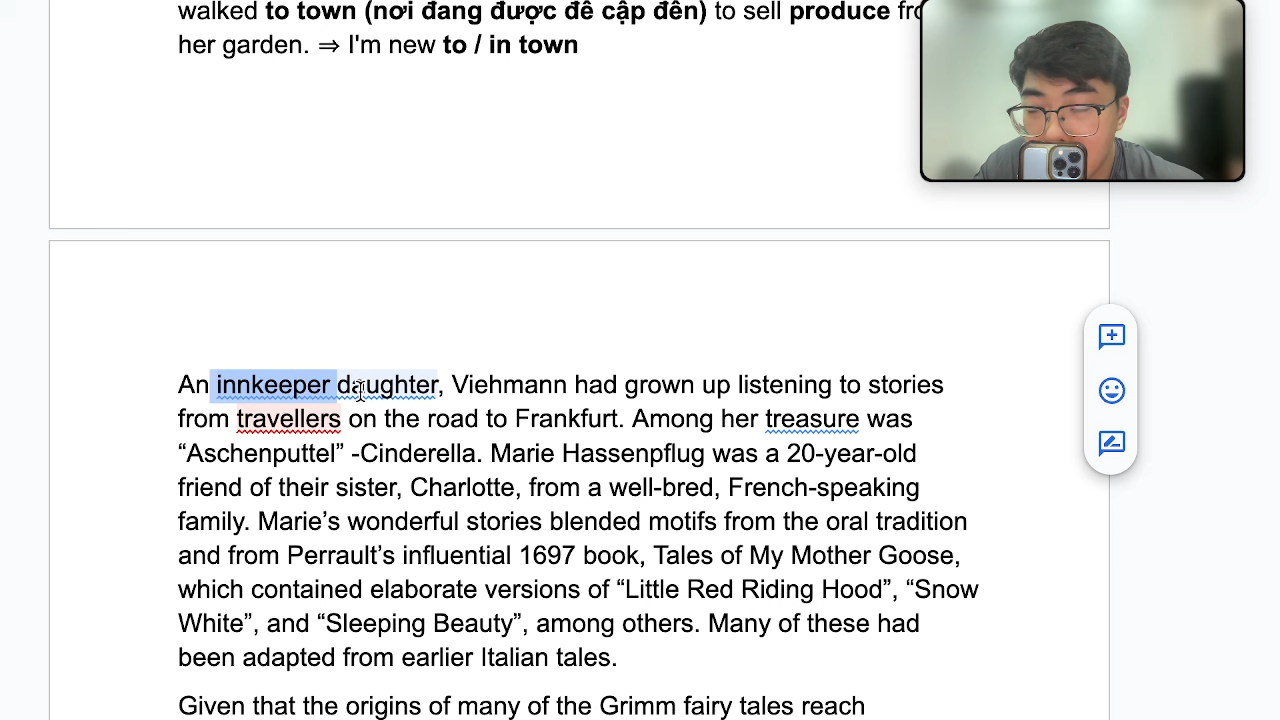 walked to town (nơi đang được đề cập đến) to sell produce
her garden. ⇒ I'm new to / in town
An innkeeper daughter, Viehmann had grown up listening to stories
from travellers on the road to Frankfurt. Among her treasure was
“Aschenputtel” -Cinderella. Marie Hassenpflug was a 20-year-old
friend of their sister, Charlotte, from a well-bred, French-speaking
family. Marie’s wonderful stories blended motifs from the oral tradition
and from Perrault’s influential 1697 book, Tales of My Mother Goose,
which contained elaborate versions of “Little Red Riding Hood”, “Snow
White”, and “Sleeping Beauty”, among others. Many of these had
been adapted from earlier Italian tales.
Given that the origins of many of the Grimm fairy tales reach